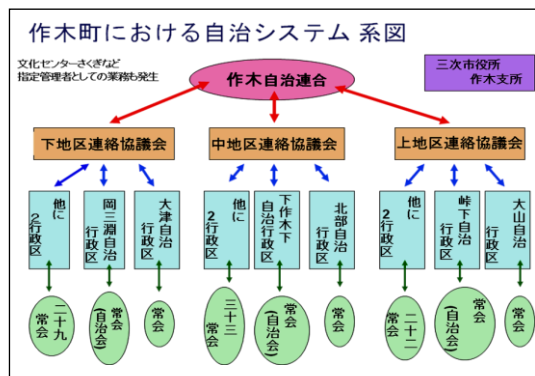 作木町における自治システム 系図
文化センターさくぎなど
指定管理者としての業務も発生
作木自治連合
三次市役所
作木支所
下地区連絡協議会
中地区連絡協議会
上地区連絡協議会
他に
2行政区
岡三淵自治
行政区
大津自治
行政区
他に
2行政区
下作木下
自治行政区
北部自治
行政区
他に
2行政区
峠下自治
行政区
大山自治
行政区
二十九
常会
常会
(自治会)
常会
三十三
常会
常会
(自治会)
常会
二十二
常会
常会
(自治会)
常会